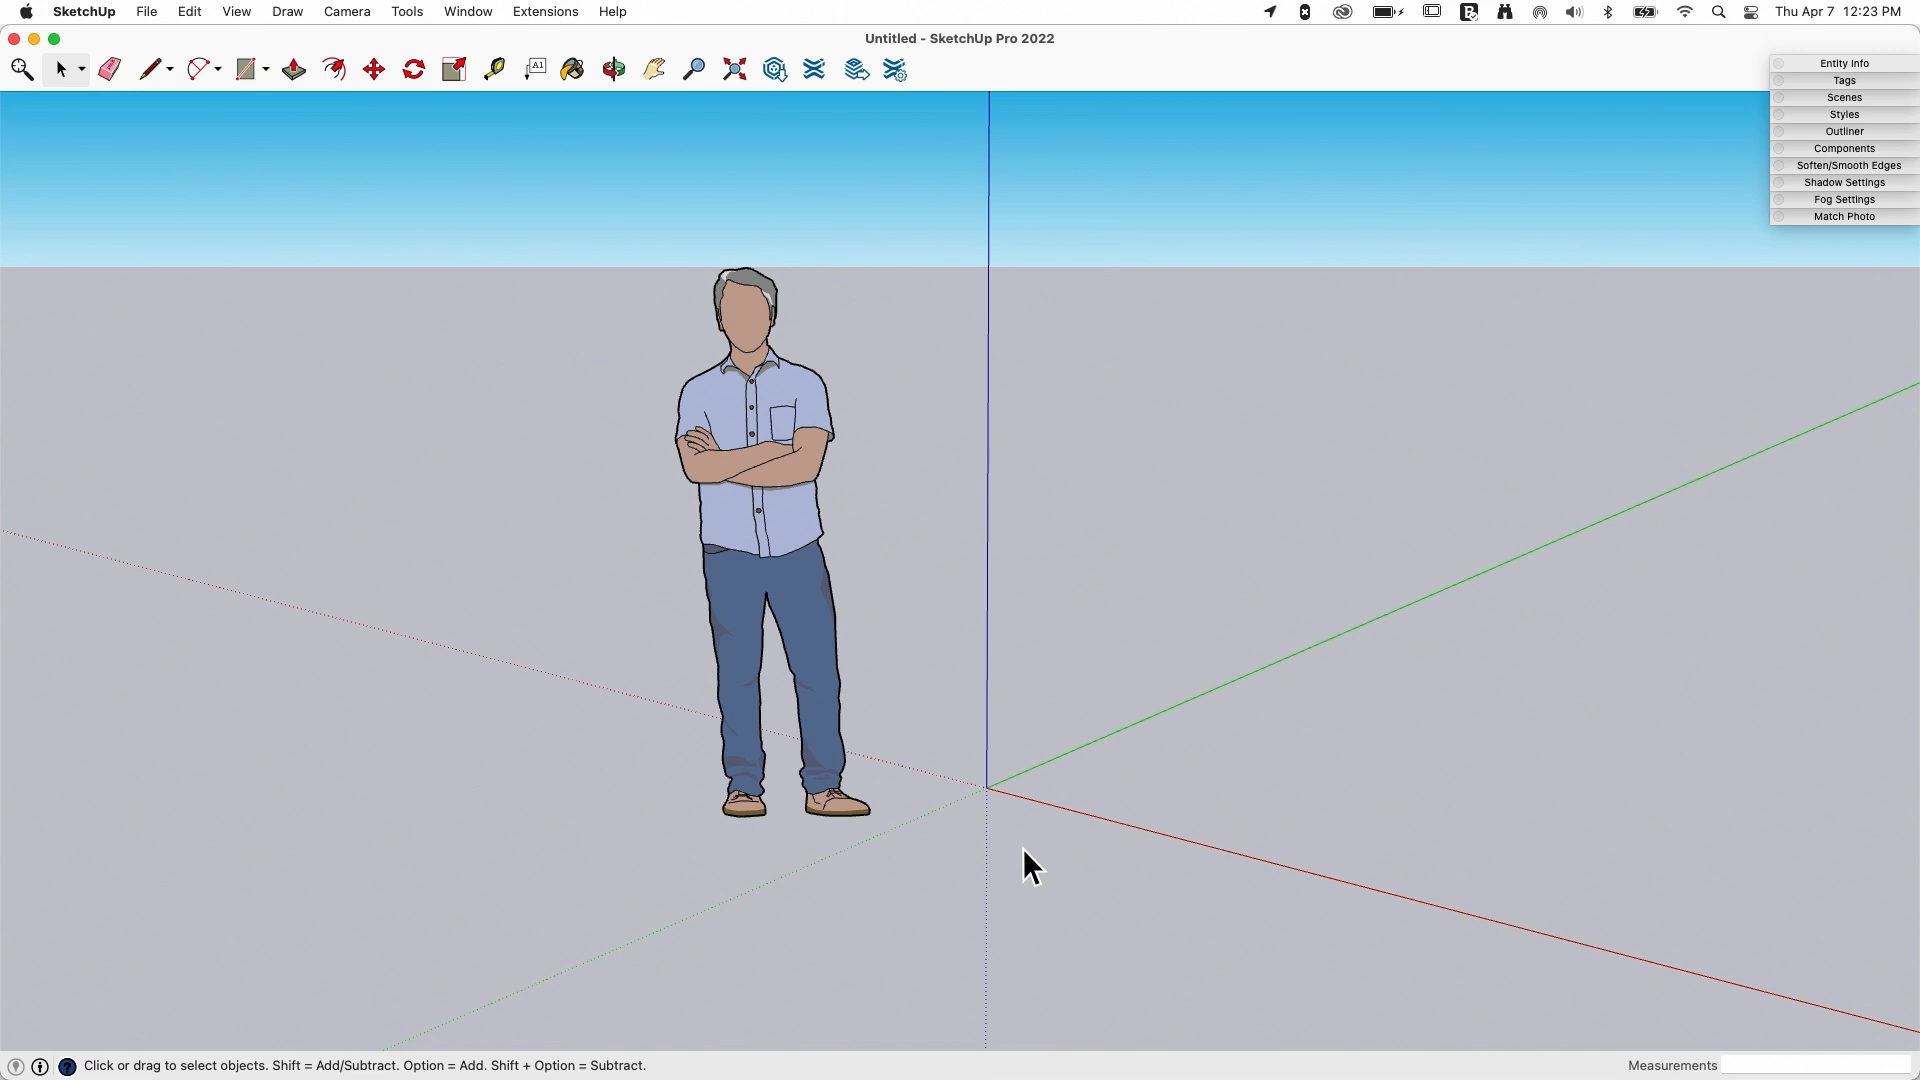 SketchUp File Edit View Draw Camera Tools Window Extensions Help Thu Apr 7 12:23 PM
Untitled - SketchUp Pro 2022
A1
Entity Info
Tags
Scenes
Styles
Outliner
Components
Soften/Smooth Edges
Shadow Settings
Fog Settings
Match Photo
Click or drag to select objects. Shift = Add/Subtract. Option = Add. Shift + Option = Subtract. Measurements